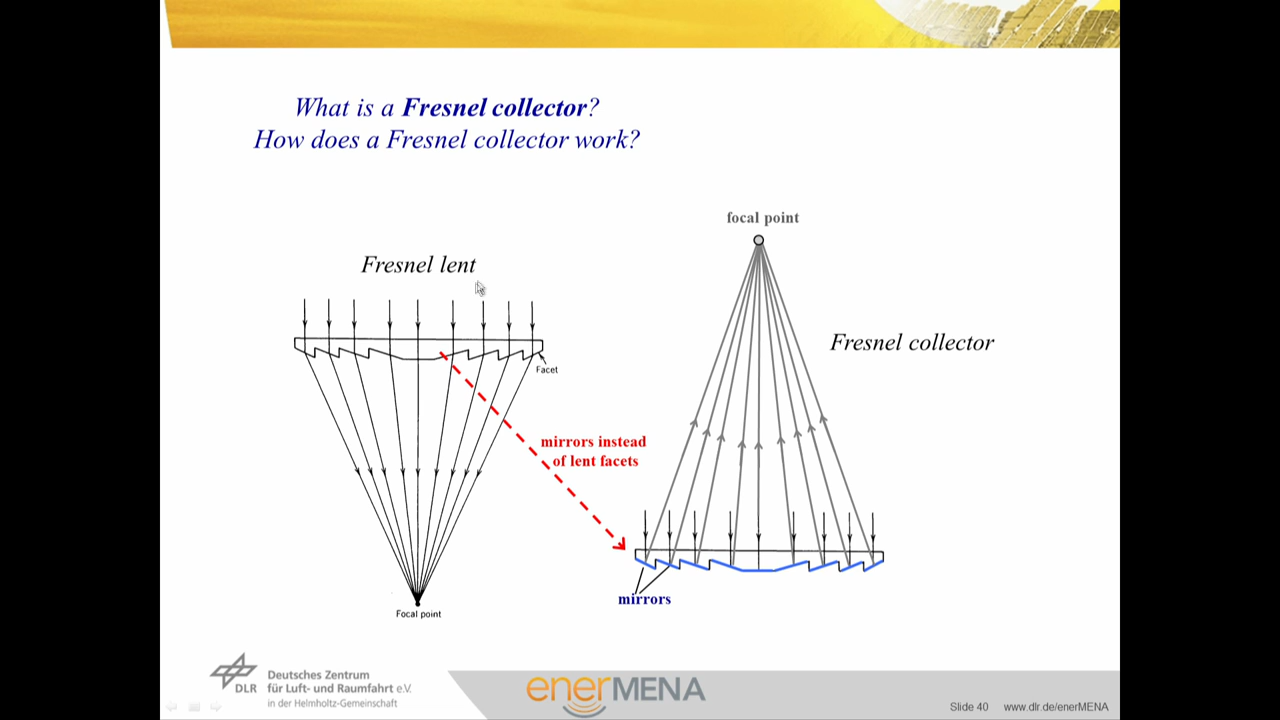 What is a Fresnel collector?
How does a Fresnel collector work?
focal point
Fresnel lent
Fresnel collector
Facet
mirrors instead
of lent facets
mirrors
Focal point
DLR
Deutsches Zentrum
für Luft- und Raumfahrt e.V.
in der Helmholtz-Gemeinschaft
enerMENA
Slide 40 www.dlr.de/enerMENA